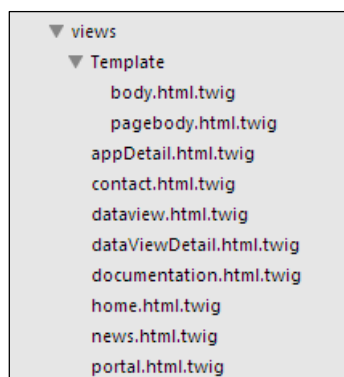 views
Template
body.html.twig
pagebody.html.twig
appDetail.html.twig
contact.html.twig
dataview.html.twig
dataViewDetail.html.twig
documentation.html.twig
home.html.twig
news.html.twig
portal.html.twig